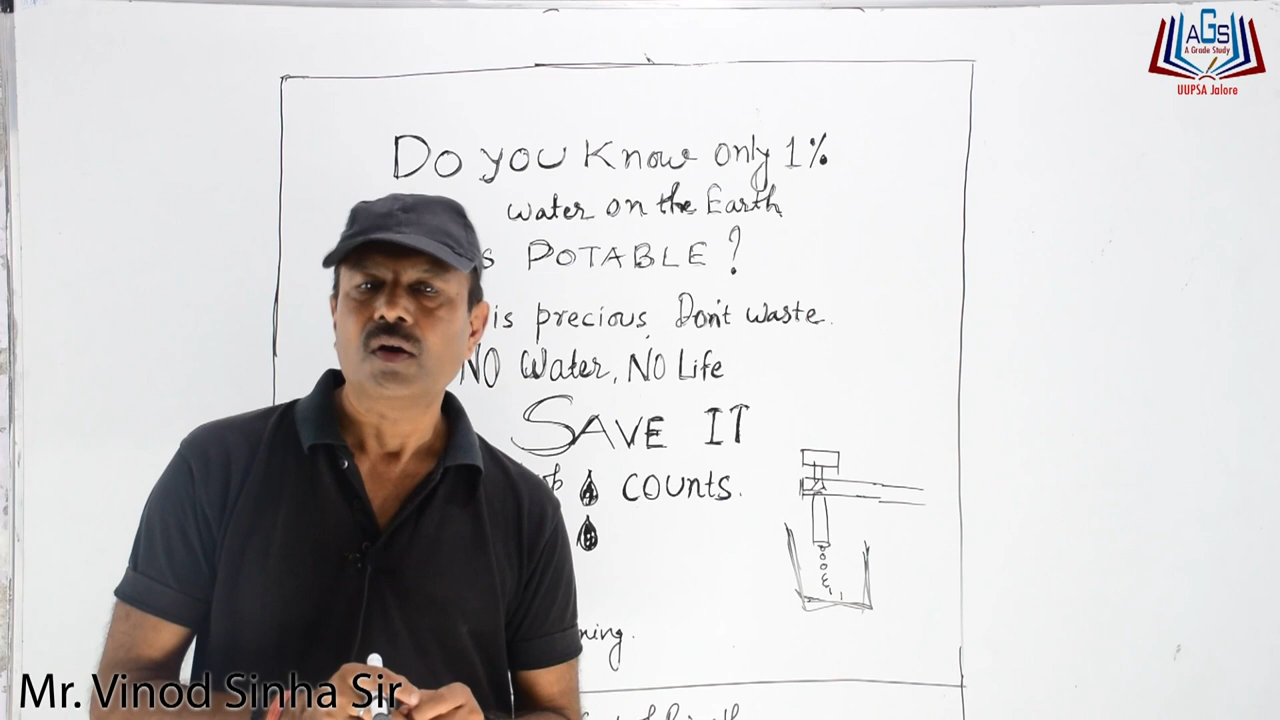 AGS
A Grade Study
UUPSA Jalore
Do you Know only 1%
water on the Earth
s POTABLE ?
is precious, Don't waste.
NO Water, NO Life
SAVE IT
COUNTS.
ning.
Mr. Vinod Sinha Sir